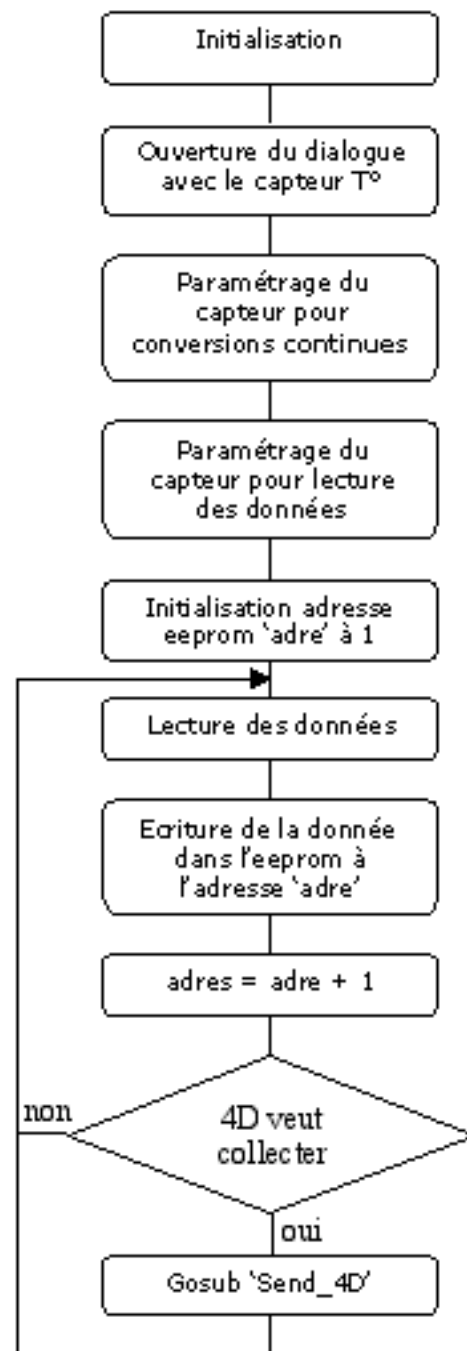 Initialisation
Ouverture du dialogue
avec le capteur T°
Paramétrage du
capteur pour
conversions continues
Paramétrage du
capteur pour lecture
des données
Initialisation adresse
eeprom 'adre' à 1
Lecture des données
Ecriture de la donnée
dans l'eeprom à
l'adresse 'adre'
adres = adre + 1
4D veut
collecter
non
oui
Gosub 'Send_4D'